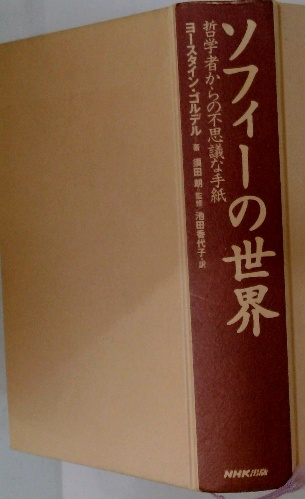 ソフィーの世界
哲学者からの不思議な手紙
ヨースタイン・ゴルデル─著 須田 朗・監修 池田香代子・訳
NHK出版